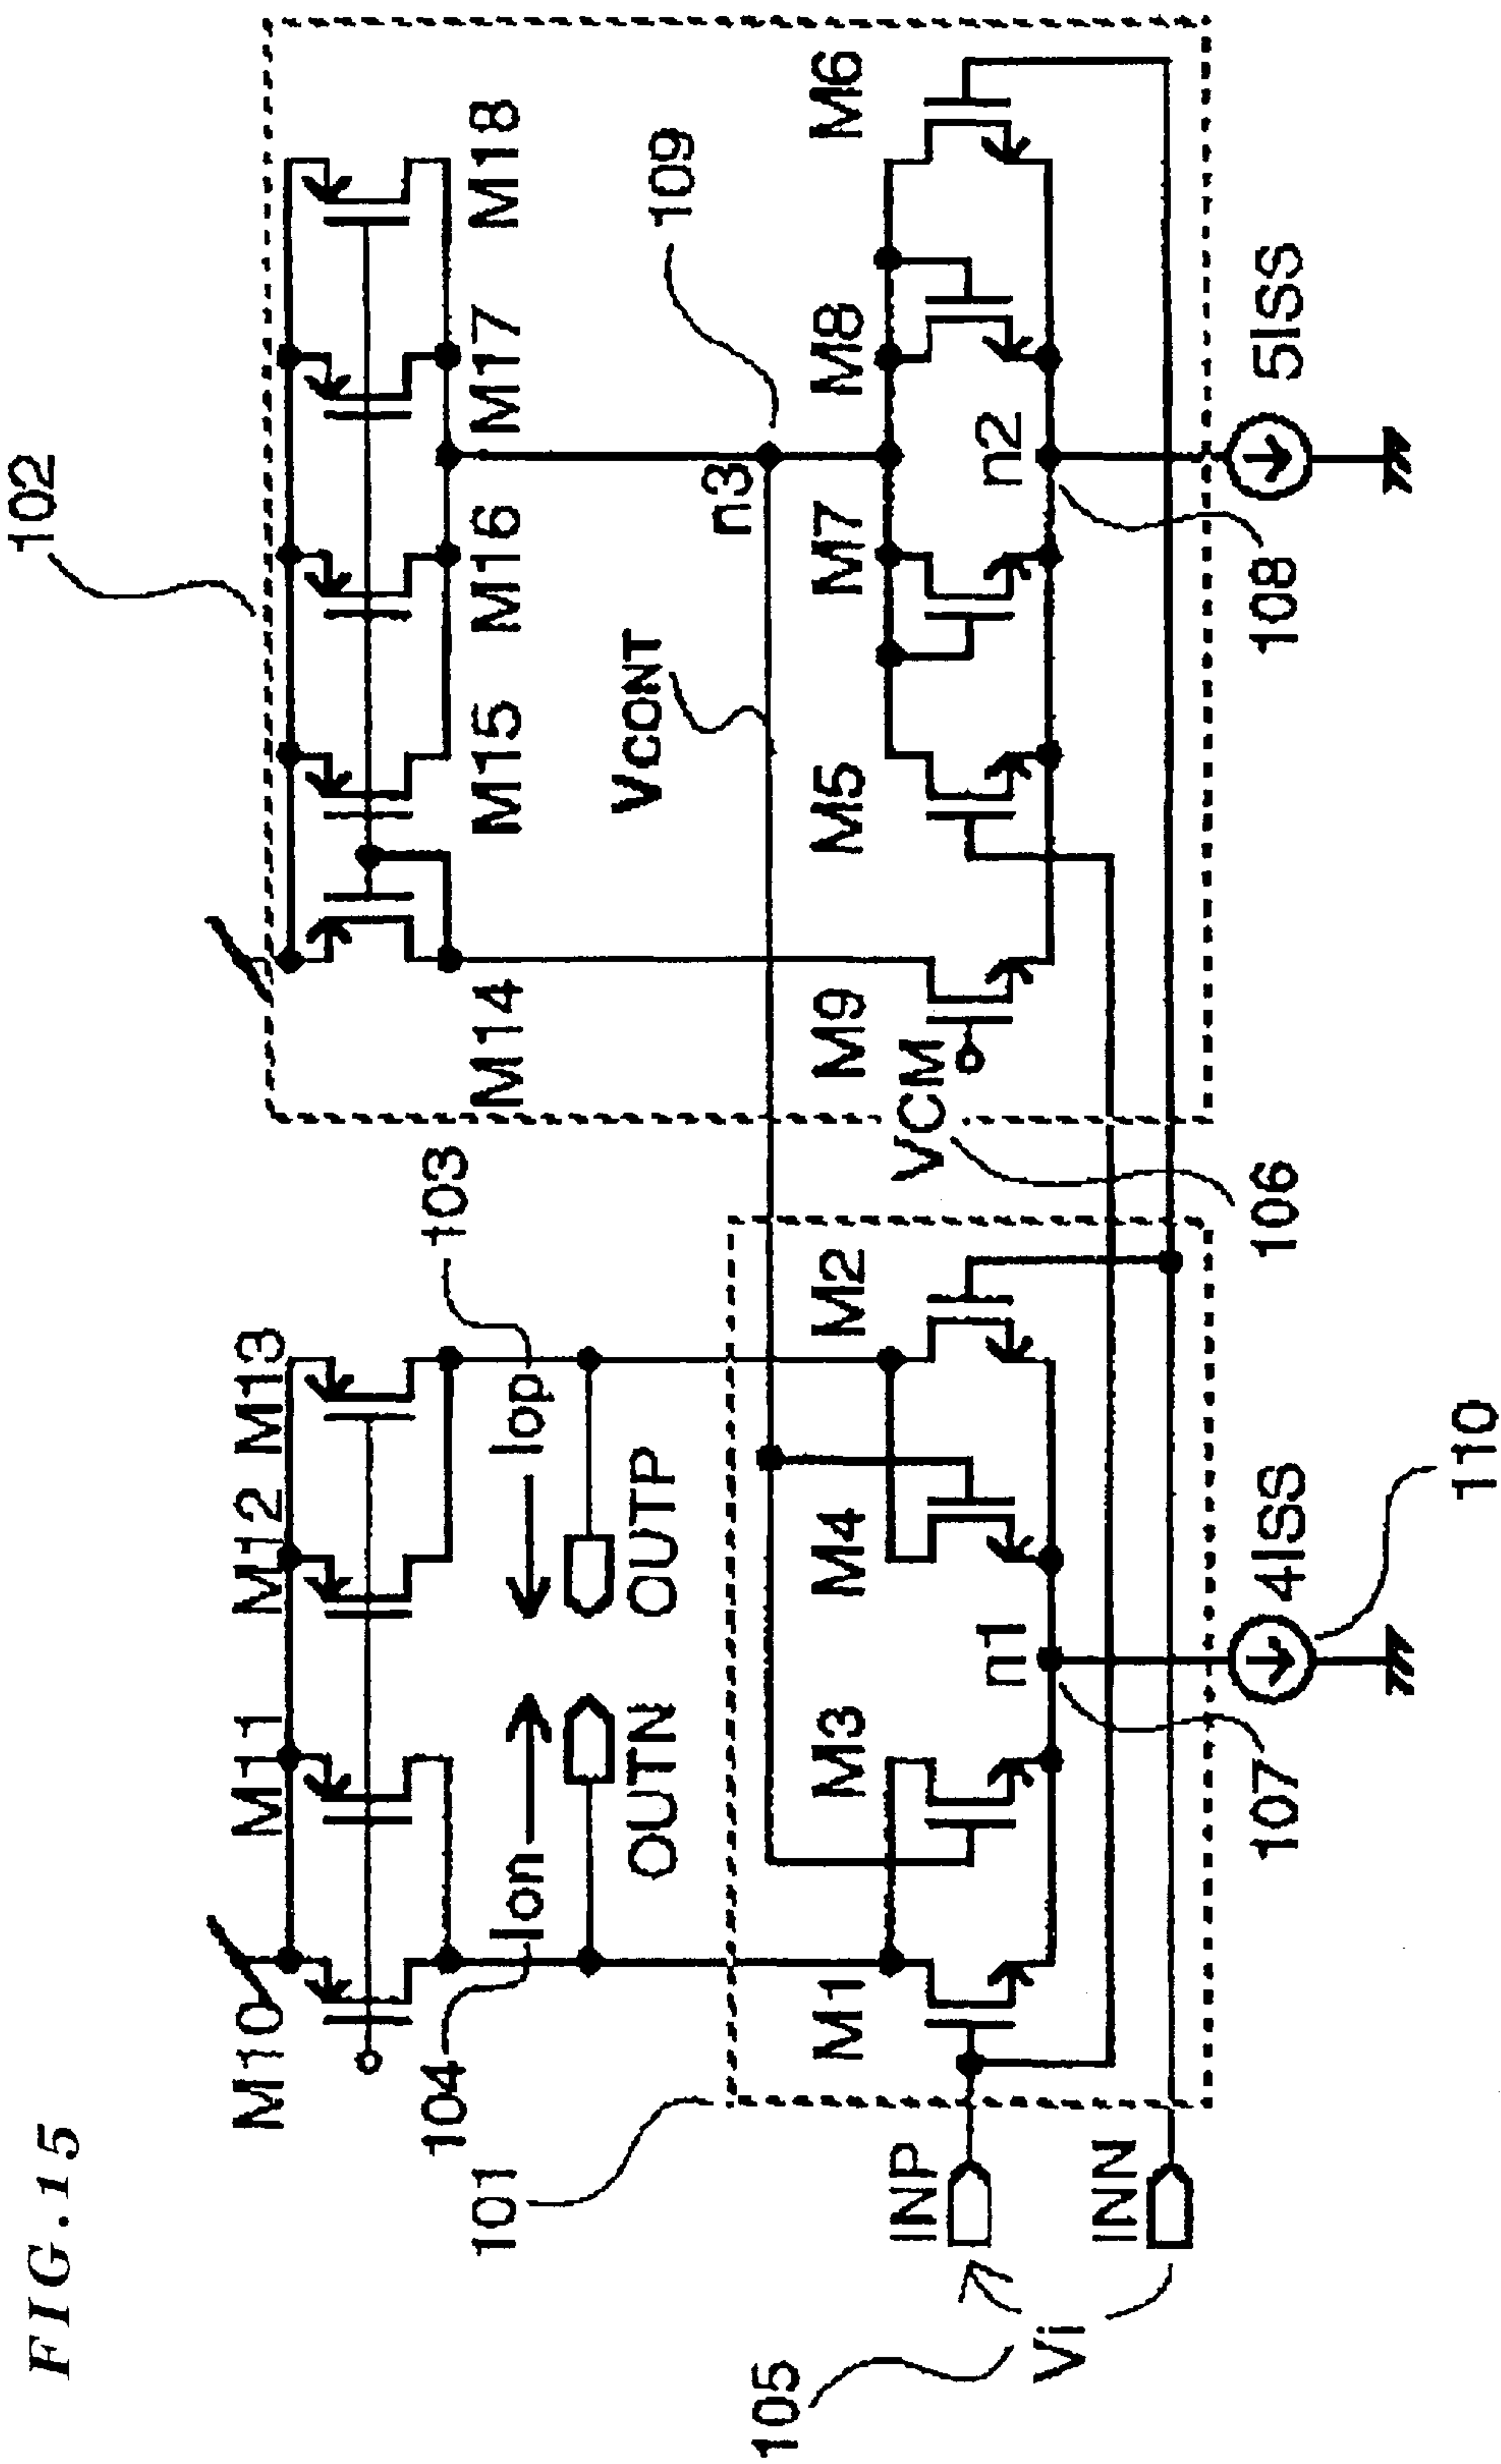 FIG.15
102
M10
M11
M12
M13
M14
M15
M16
M17
M18
104
Ion
Iop
103
OUTN
OUTP
VCONT
n3
109
101
M1
M3
M4
M2
M9
M5
M7
M8
M6
VCM
106
INP
INN
105
Vi
n1
107
4ISS
110
n2
108
5ISS